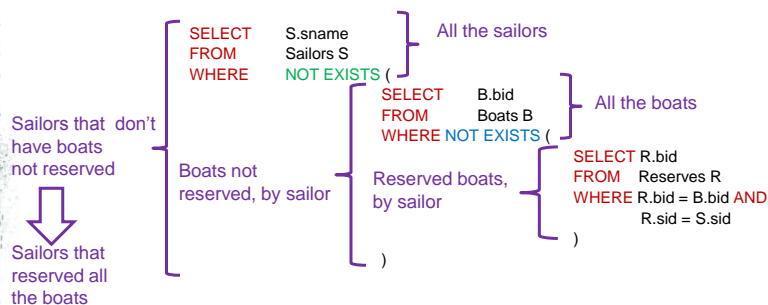 SELECT S.sname
FROM Sailors S
WHERE NOT EXISTS (
All the sailors
SELECT B.bid
FROM Boats B
WHERE NOT EXISTS (
All the boats
SELECT R.bid
FROM Reserves R
WHERE R.bid = B.bid AND
R.sid = S.sid
)
)
Sailors that don't
have boats
not reserved
Boats not
reserved, by sailor
Reserved boats,
by sailor
Sailors that
reserved all
the boats